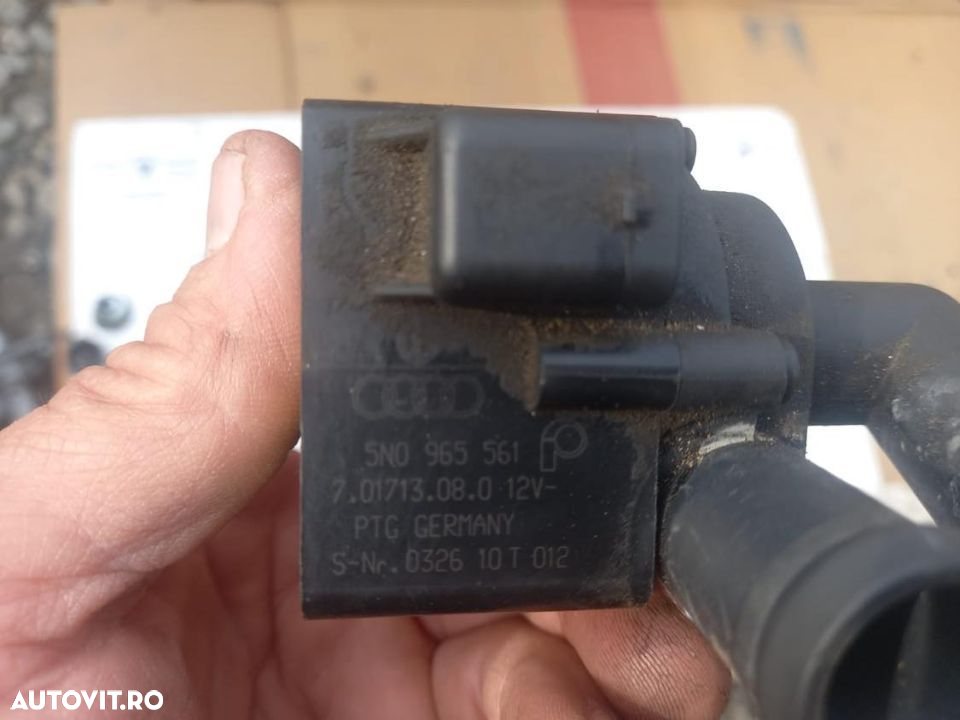 5N0 965 561
7.01713.08.0 12V-
PTG GERMANY
S-Nr. 0326 10 T 012
AUTOVIT.RO